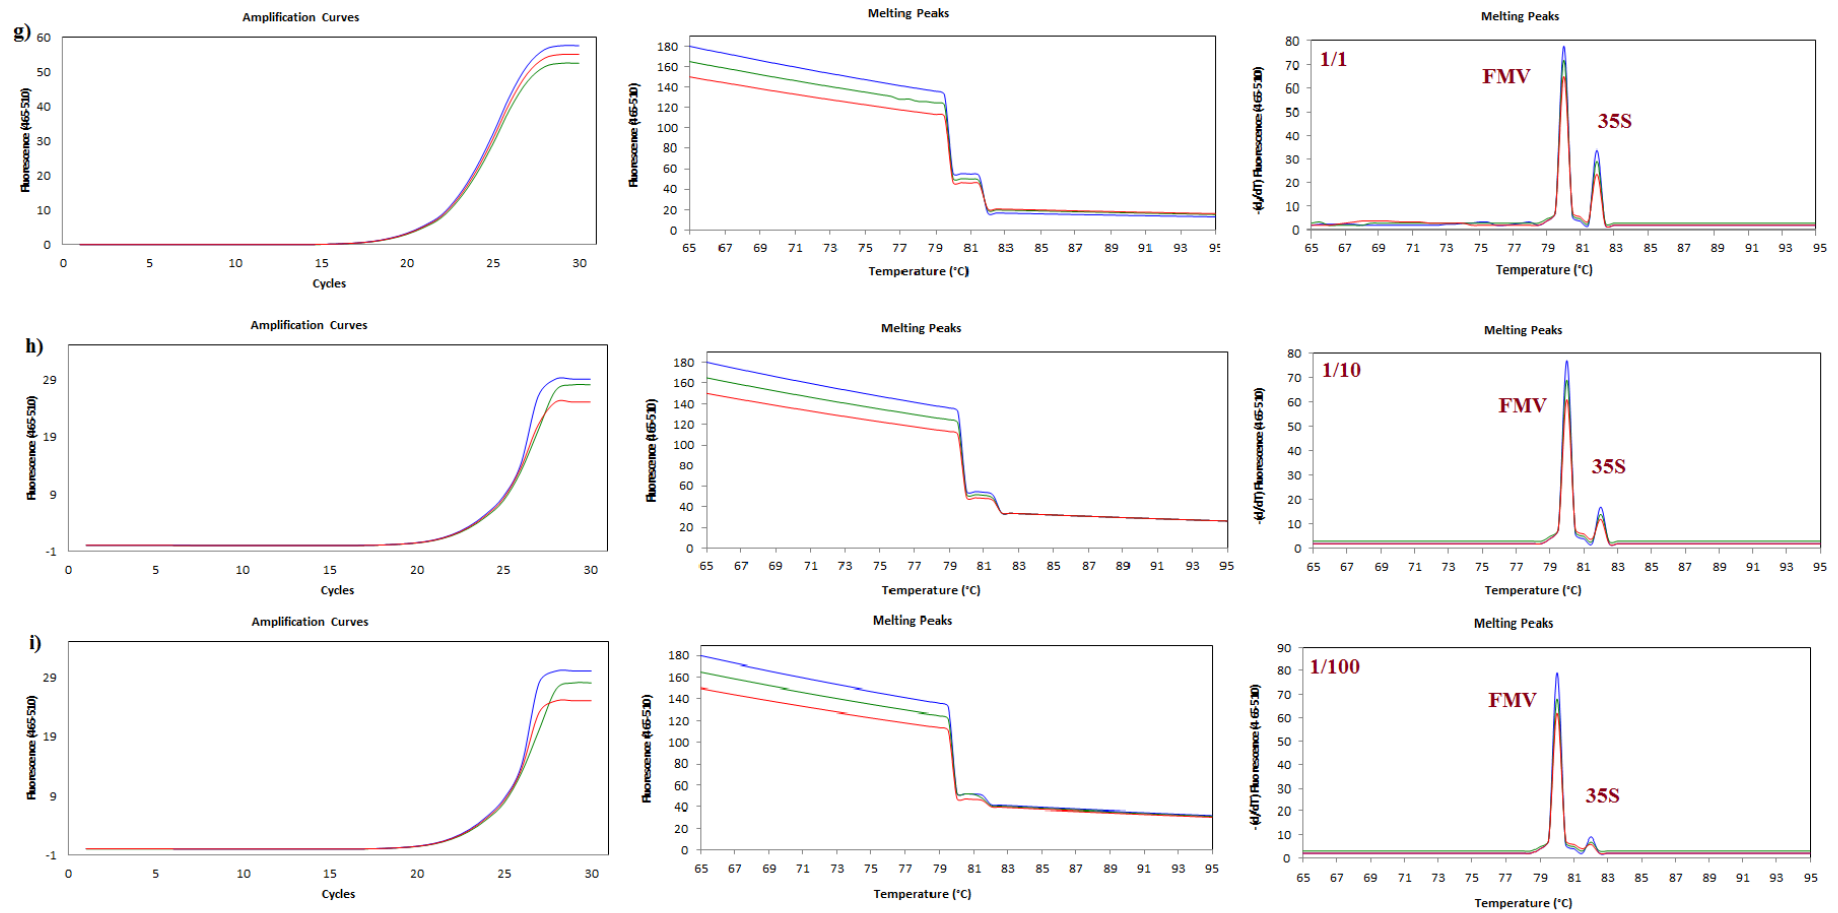 g)
Amplification Curves
Fluorescence (465-510)
60
50
40
30
20
10
0
0 5 10 15 20 25 30
Cycles
Melting Peaks
Fluorescence (465-510)
180
160
140
120
100
80
60
40
20
0
65 67 69 71 73 75 77 79 81 83 85 87 89 91 93 95
Temperature (°C)
Melting Peaks
-(d/dT) Fluorescence (465-510)
80
70
60
50
40
30
20
10
0
1/1
FMV
35S
65 67 69 71 73 75 77 79 81 83 85 87 89 91 93 95
Temperature (°C)
h)
Amplification Curves
Fluorescence (465-510)
29
19
9
-1
0 5 10 15 20 25 30
Cycles
Melting Peaks
Fluorescence (465-510)
180
160
140
120
100
80
60
40
20
0
65 67 69 71 73 75 77 79 81 83 85 87 89 91 93 95
Temperature (°C)
Melting Peaks
-(d/dT) Fluorescence (465-510)
80
70
60
50
40
30
20
10
0
1/10
FMV
35S
65 67 69 71 73 75 77 79 81 83 85 87 89 91 93 95
Temperature (°C)
i)
Amplification Curves
Fluorescence (465-510)
29
19
9
-1
0 5 10 15 20 25 30
Cycles
Melting Peaks
Fluorescence (465-510)
180
160
140
120
100
80
60
40
20
0
65 67 69 71 73 75 77 79 81 83 85 87 89 91 93 95
Temperature (°C)
Melting Peaks
-(d/dT) Fluorescence (465-510)
90
80
70
60
50
40
30
20
10
0
1/100
FMV
35S
65 67 69 71 73 75 77 79 81 83 85 87 89 91 93 95
Temperature (°C)